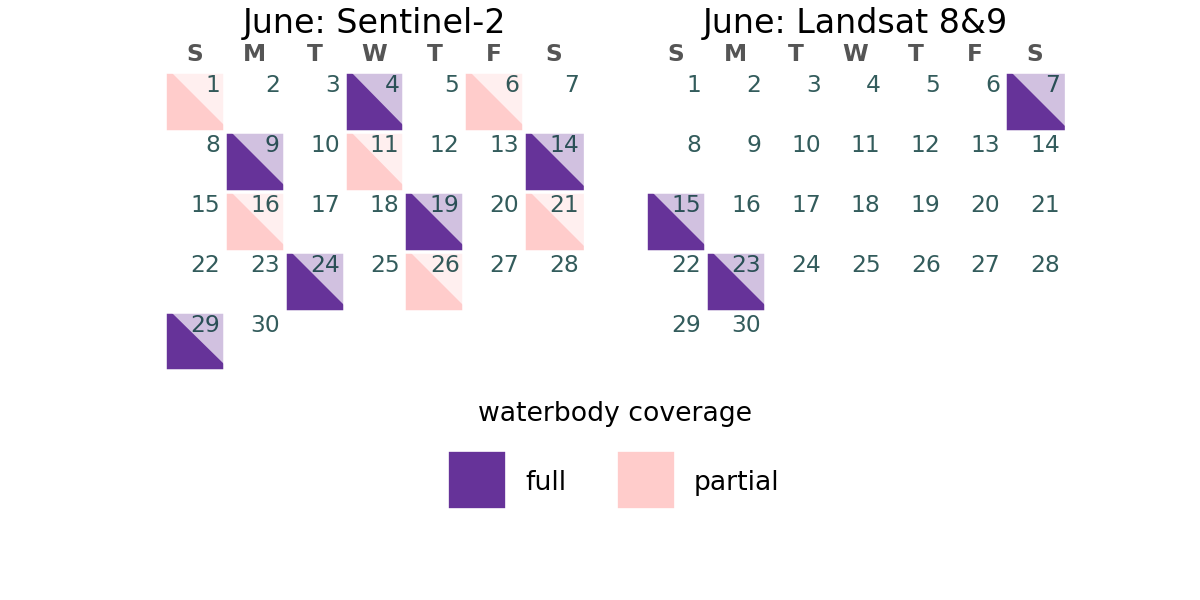 June: Sentinel-2
S M T W T F S
1 2 3 4 5 6 7
8 9 10 11 12 13 14
15 16 17 18 19 20 21
22 23 24 25 26 27 28
29 30
June: Landsat 8&9
S M T W T F S
1 2 3 4 5 6 7
8 9 10 11 12 13 14
15 16 17 18 19 20 21
22 23 24 25 26 27 28
29 30
waterbody coverage
full partial